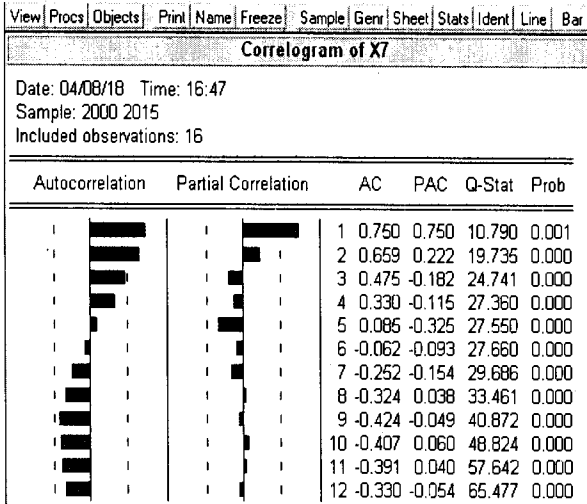 View Procs Objects Print Name Freeze Sample Genr Sheet Stats Ident Line Bar
Correlogram of X7
Date: 04/08/18 Time: 16:47
Sample: 2000 2015
Included observations: 16
Autocorrelation Partial Correlation AC PAC Q-Stat Prob
1 0.750 0.750 10.790 0.001
2 0.659 0.222 19.735 0.000
3 0.475 -0.182 24.741 0.000
4 0.330 -0.115 27.360 0.000
5 0.085 -0.325 27.550 0.000
6 -0.062 -0.093 27.660 0.000
7 -0.252 -0.154 29.686 0.000
8 -0.324 0.038 33.461 0.000
9 -0.424 -0.049 40.872 0.000
10 -0.407 0.060 48.824 0.000
11 -0.391 0.040 57.642 0.000
12 -0.330 -0.054 65.477 0.000